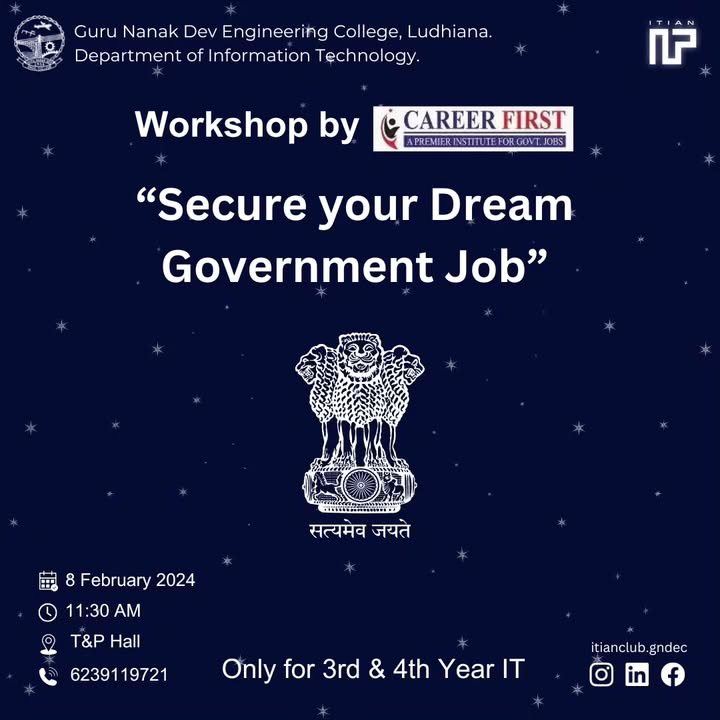 Guru Nanak Dev Engineering College, Ludhiana.
Department of Information Technology.
ITIAN
Workshop by CAREER FIRST
A PREMIER INSTITUTE FOR GOVT. JOBS
“Secure your Dream
Government Job”
सत्यमेव जयते
8 February 2024
11:30 AM
T&P Hall
6239119721
Only for 3rd & 4th Year IT
itianclub.gndec